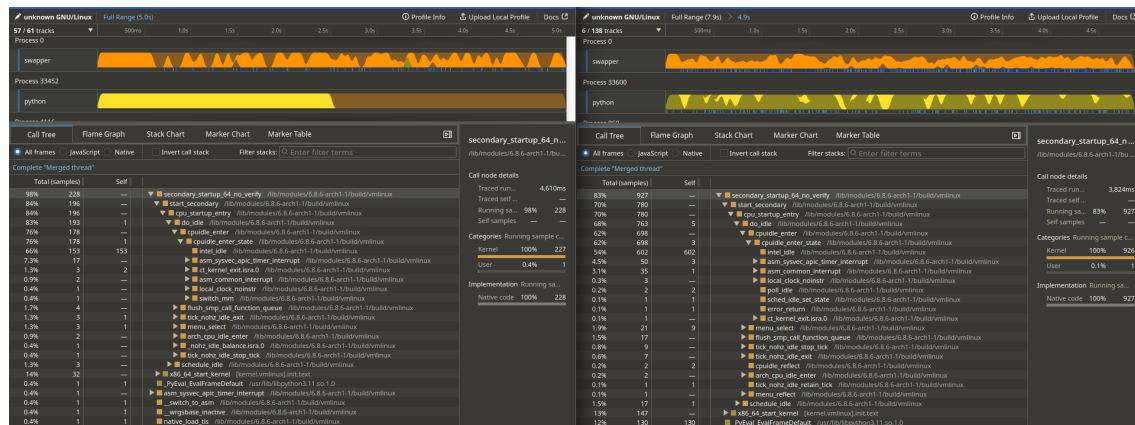 unknown GNU/Linux Full Range (5.0s) Profile Info Upload Local Profile Docs
57 / 61 tracks 500ms 1.0s 1.5s 2.0s 2.5s 3.0s 3.5s 4.0s 4.5s 5.0s
Process 0
swapper
Process 33452
python
Call Tree Flame Graph Stack Chart Marker Chart Marker Table
All frames JavaScript Native Invert call stack Filter stacks: Enter filter terms
Complete "Merged thread"
Total (samples) Self
98% 228 — secondary_startup_64_no_verify /lib/modules/6.8.6-arch1-1/build/vmlinux
84% 196 — start_secondary /lib/modules/6.8.6-arch1-1/build/vmlinux
84% 196 — cpu_startup_entry /lib/modules/6.8.6-arch1-1/build/vmlinux
83% 193 1 do_idle /lib/modules/6.8.6-arch1-1/build/vmlinux
76% 178 — cpuidle_enter /lib/modules/6.8.6-arch1-1/build/vmlinux
76% 178 1 cpuidle_enter_state /lib/modules/6.8.6-arch1-1/build/vmlinux
66% 153 153 intel_idle /lib/modules/6.8.6-arch1-1/build/vmlinux
7.3% 17 — asm_sysvec_apic_timer_interrupt /lib/modules/6.8.6-arch1-1/build/vmlinux
1.3% 3 2 ct_kernel_exit.isra.0 /lib/modules/6.8.6-arch1-1/build/vmlinux
0.9% 2 — asm_common_interrupt /lib/modules/6.8.6-arch1-1/build/vmlinux
0.4% 1 — local_clock_noinstr /lib/modules/6.8.6-arch1-1/build/vmlinux
0.4% 1 — switch_mm /lib/modules/6.8.6-arch1-1/build/vmlinux
1.7% 4 — flush_smp_call_function_queue /lib/modules/6.8.6-arch1-1/build/vmlinux
1.3% 3 1 tick_nohz_idle_exit /lib/modules/6.8.6-arch1-1/build/vmlinux
1.3% 3 1 menu_select /lib/modules/6.8.6-arch1-1/build/vmlinux
0.9% 2 — arch_cpu_idle_enter /lib/modules/6.8.6-arch1-1/build/vmlinux
0.4% 1 — _nohz_idle_balance.isra.0 /lib/modules/6.8.6-arch1-1/build/vmlinux
0.4% 1 — tick_nohz_idle_stop_tick /lib/modules/6.8.6-arch1-1/build/vmlinux
1.3% 3 — schedule_idle /lib/modules/6.8.6-arch1-1/build/vmlinux
14% 32 — x86_64_start_kernel [kernel.vmlinux].init.text
0.4% 1 1 _PyEval_EvalFrameDefault /usr/lib/libpython3.11.so.1.0
0.4% 1 — asm_sysvec_apic_timer_interrupt /lib/modules/6.8.6-arch1-1/build/vmlinux
0.4% 1 1 __switch_to_asm /lib/modules/6.8.6-arch1-1/build/vmlinux
0.4% 1 1 __wrgsbase_inactive /lib/modules/6.8.6-arch1-1/build/vmlinux
0.4% 1 1 native_load_tls /lib/modules/6.8.6-arch1-1/build/vmlinux
secondary_startup_64_n...
/lib/modules/6.8.6-arch1-1/bu...
Call node details
Traced run... 4,610ms
Traced self ... —
Running sa... 98% 228
Self samples — —
Categories Running sample c...
Kernel 100% 227
User 0.4% 1
Implementation Running sa...
Native code 100% 228
unknown GNU/Linux Full Range (7.9s) 4.9s Profile Info Upload Local Profile Docs
6 / 138 tracks 500ms 1.0s 1.5s 2.0s 2.5s 3.0s 3.5s 4.0s 4.5s
Process 0
swapper
Process 33600
python
Call Tree Flame Graph Stack Chart Marker Chart Marker Table
All frames JavaScript Native Invert call stack Filter stacks: Enter filter terms
Complete "Merged thread"
Total (samples) Self
83% 927 — secondary_startup_64_no_verify /lib/modules/6.8.6-arch1-1/build/vmlinux
70% 780 — start_secondary /lib/modules/6.8.6-arch1-1/build/vmlinux
70% 780 — cpu_startup_entry /lib/modules/6.8.6-arch1-1/build/vmlinux
68% 763 5 do_idle /lib/modules/6.8.6-arch1-1/build/vmlinux
62% 698 — cpuidle_enter /lib/modules/6.8.6-arch1-1/build/vmlinux
62% 698 3 cpuidle_enter_state /lib/modules/6.8.6-arch1-1/build/vmlinux
54% 602 602 intel_idle /lib/modules/6.8.6-arch1-1/build/vmlinux
4.5% 50 3 asm_sysvec_apic_timer_interrupt /lib/modules/6.8.6-arch1-1/build/vmlinux
3.1% 35 1 asm_common_interrupt /lib/modules/6.8.6-arch1-1/build/vmlinux
0.3% 3 — local_clock_noinstr /lib/modules/6.8.6-arch1-1/build/vmlinux
0.2% 2 2 poll_idle /lib/modules/6.8.6-arch1-1/build/vmlinux
0.1% 1 1 sched_idle_set_state /lib/modules/6.8.6-arch1-1/build/vmlinux
0.1% 1 1 error_return /lib/modules/6.8.6-arch1-1/build/vmlinux
0.1% 1 — ct_kernel_exit.isra.0 /lib/modules/6.8.6-arch1-1/build/vmlinux
1.9% 21 9 menu_select /lib/modules/6.8.6-arch1-1/build/vmlinux
1.5% 17 — flush_smp_call_function_queue /lib/modules/6.8.6-arch1-1/build/vmlinux
0.8% 9 — tick_nohz_idle_stop_tick /lib/modules/6.8.6-arch1-1/build/vmlinux
0.6% 7 — tick_nohz_idle_exit /lib/modules/6.8.6-arch1-1/build/vmlinux
0.2% 2 2 cpuidle_reflect /lib/modules/6.8.6-arch1-1/build/vmlinux
0.2% 2 — arch_cpu_idle_enter /lib/modules/6.8.6-arch1-1/build/vmlinux
0.1% 1 1 tick_nohz_idle_retain_tick /lib/modules/6.8.6-arch1-1/build/vmlinux
0.1% 1 — menu_reflect /lib/modules/6.8.6-arch1-1/build/vmlinux
1.5% 17 1 schedule_idle /lib/modules/6.8.6-arch1-1/build/vmlinux
13% 147 — x86_64_start_kernel [kernel.vmlinux].init.text
12% 130 130 _PyEval_EvalFrameDefault /usr/lib/libpython3.11.so.1.0
secondary_startup_64_n...
/lib/modules/6.8.6-arch1-1/bu...
Call node details
Traced run... 3,824ms
Traced self ... —
Running sa... 83% 927
Self samples — —
Categories Running sample c...
Kernel 100% 926
User 0.1% 1
Implementation Running sa...
Native code 100% 927